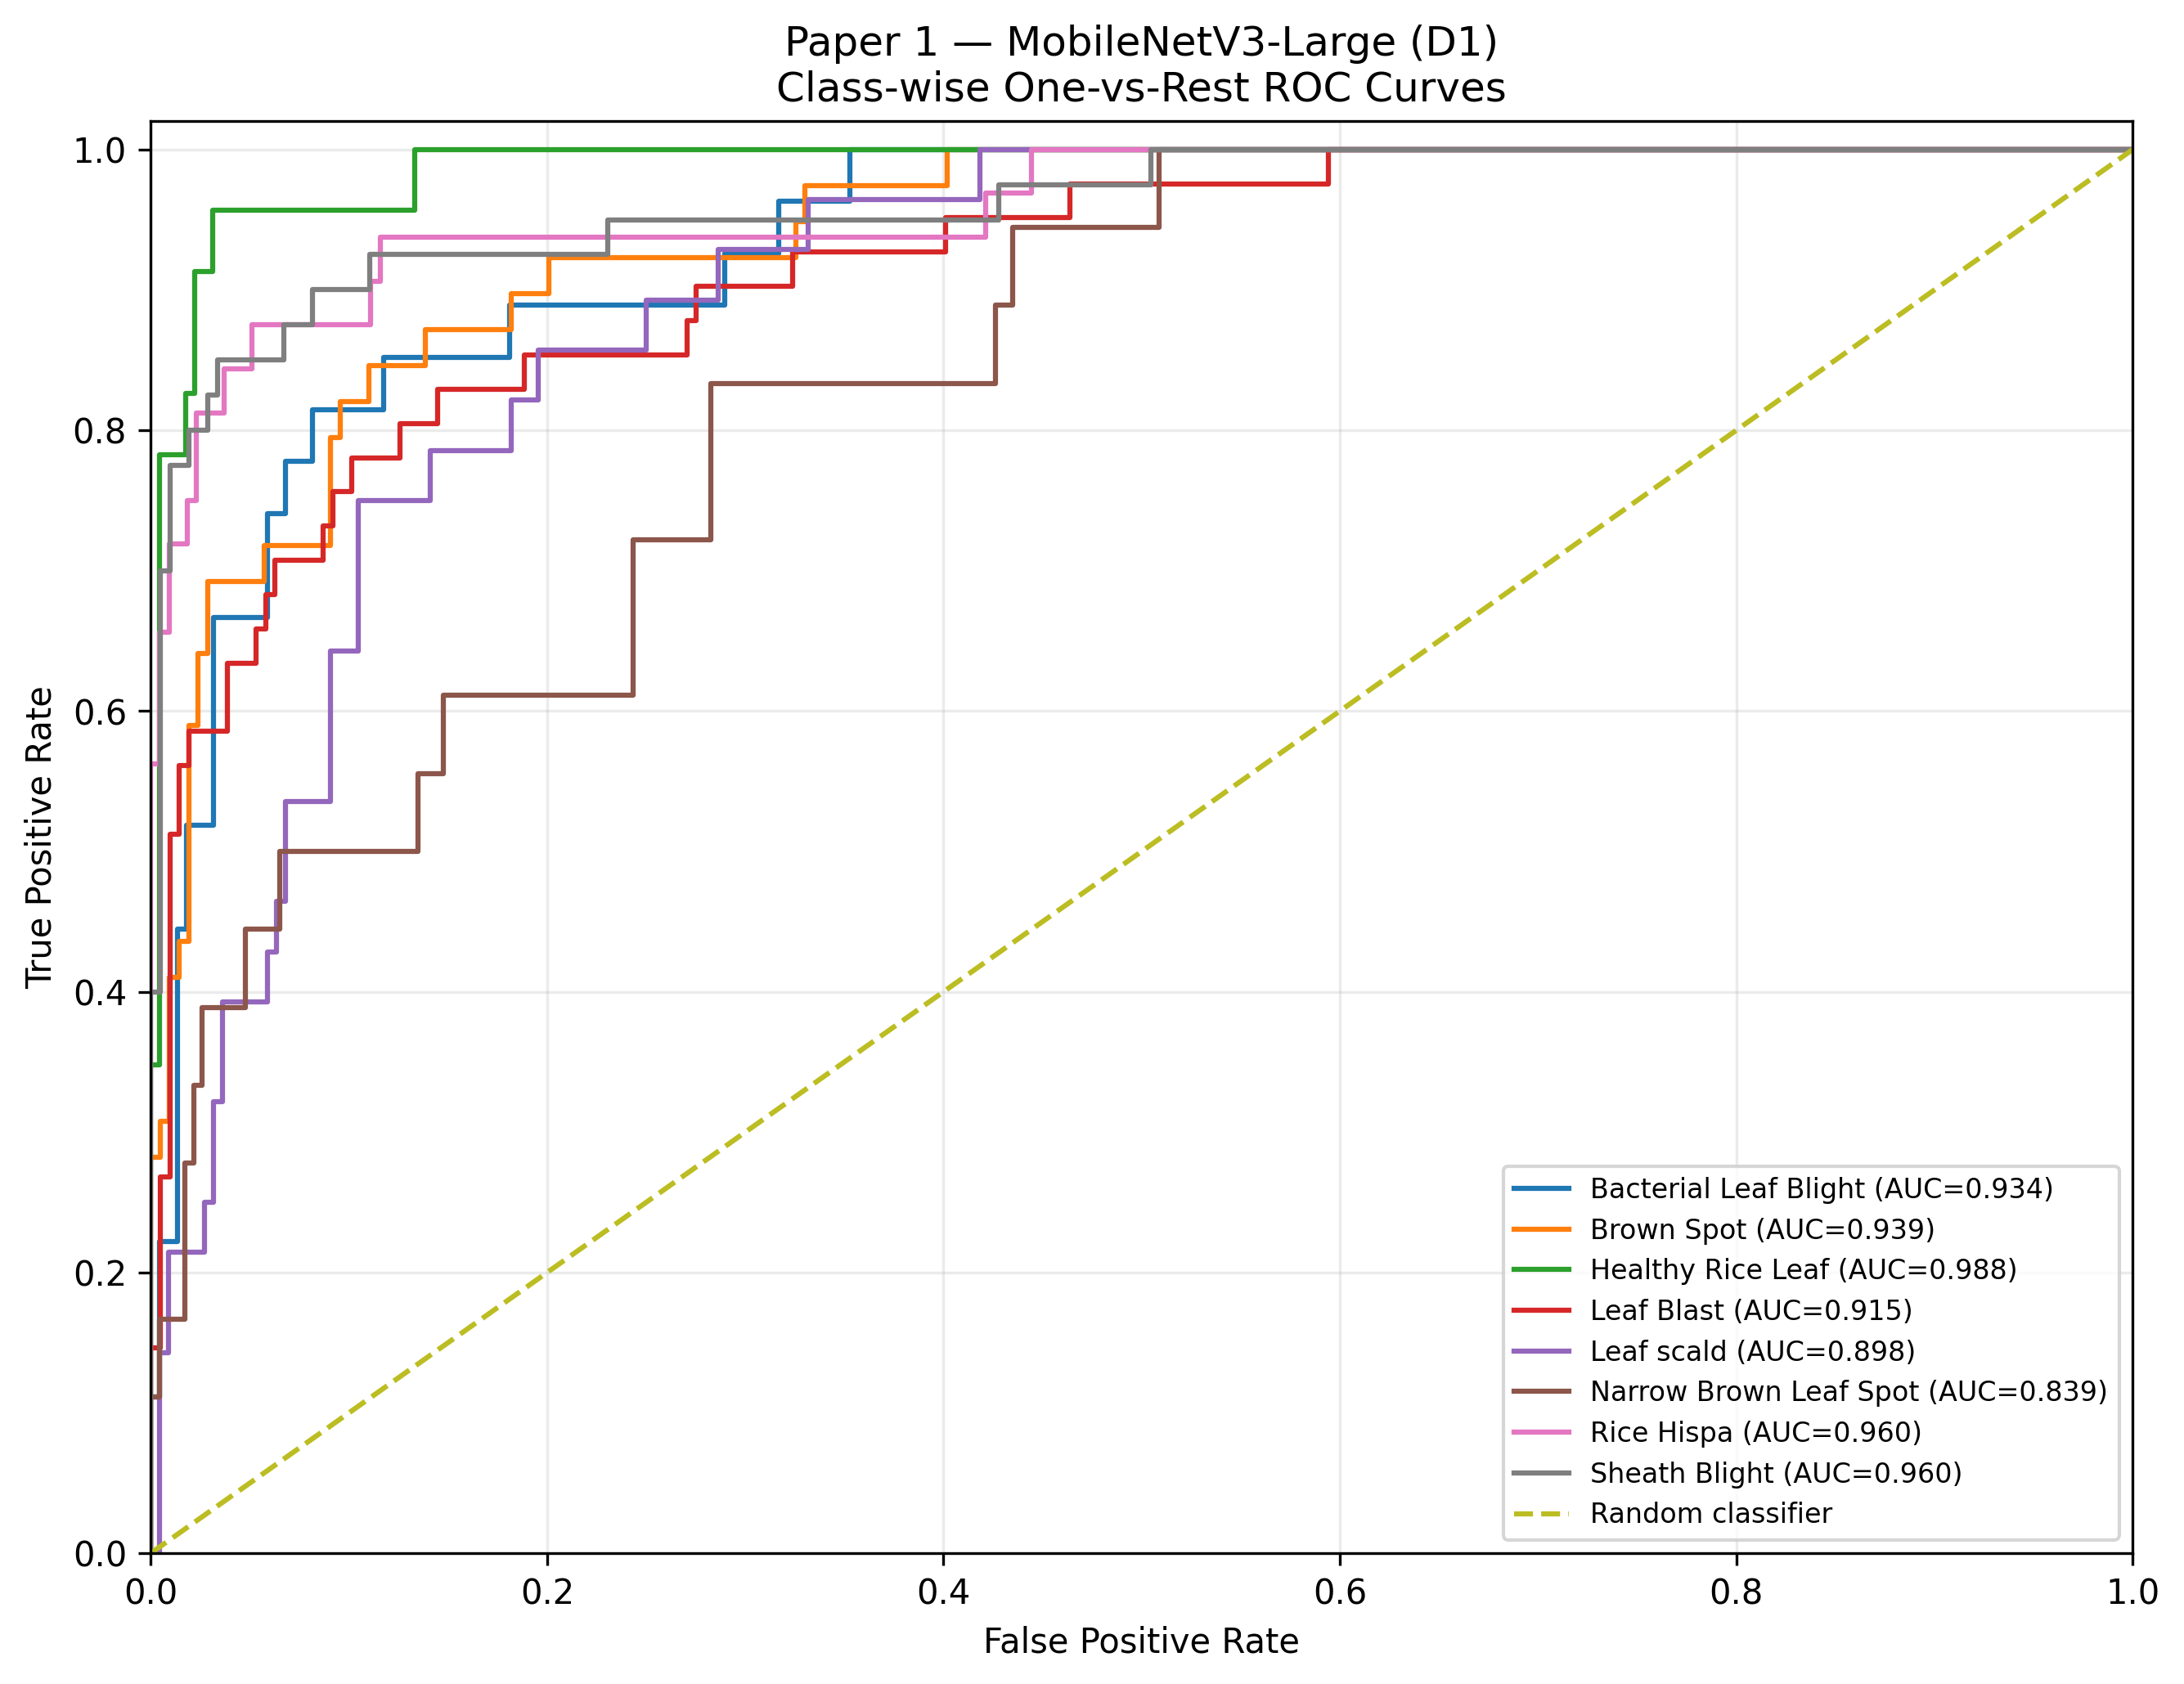 Paper 1 — MobileNetV3-Large (D1)
Class-wise One-vs-Rest ROC Curves
True Positive Rate
1.0
0.8
0.6
0.4
0.2
0.0
0.0
0.2
0.4
0.6
0.8
1.0
False Positive Rate
Bacterial Leaf Blight (AUC=0.934)
Brown Spot (AUC=0.939)
Healthy Rice Leaf (AUC=0.988)
Leaf Blast (AUC=0.915)
Leaf scald (AUC=0.898)
Narrow Brown Leaf Spot (AUC=0.839)
Rice Hispa (AUC=0.960)
Sheath Blight (AUC=0.960)
Random classifier